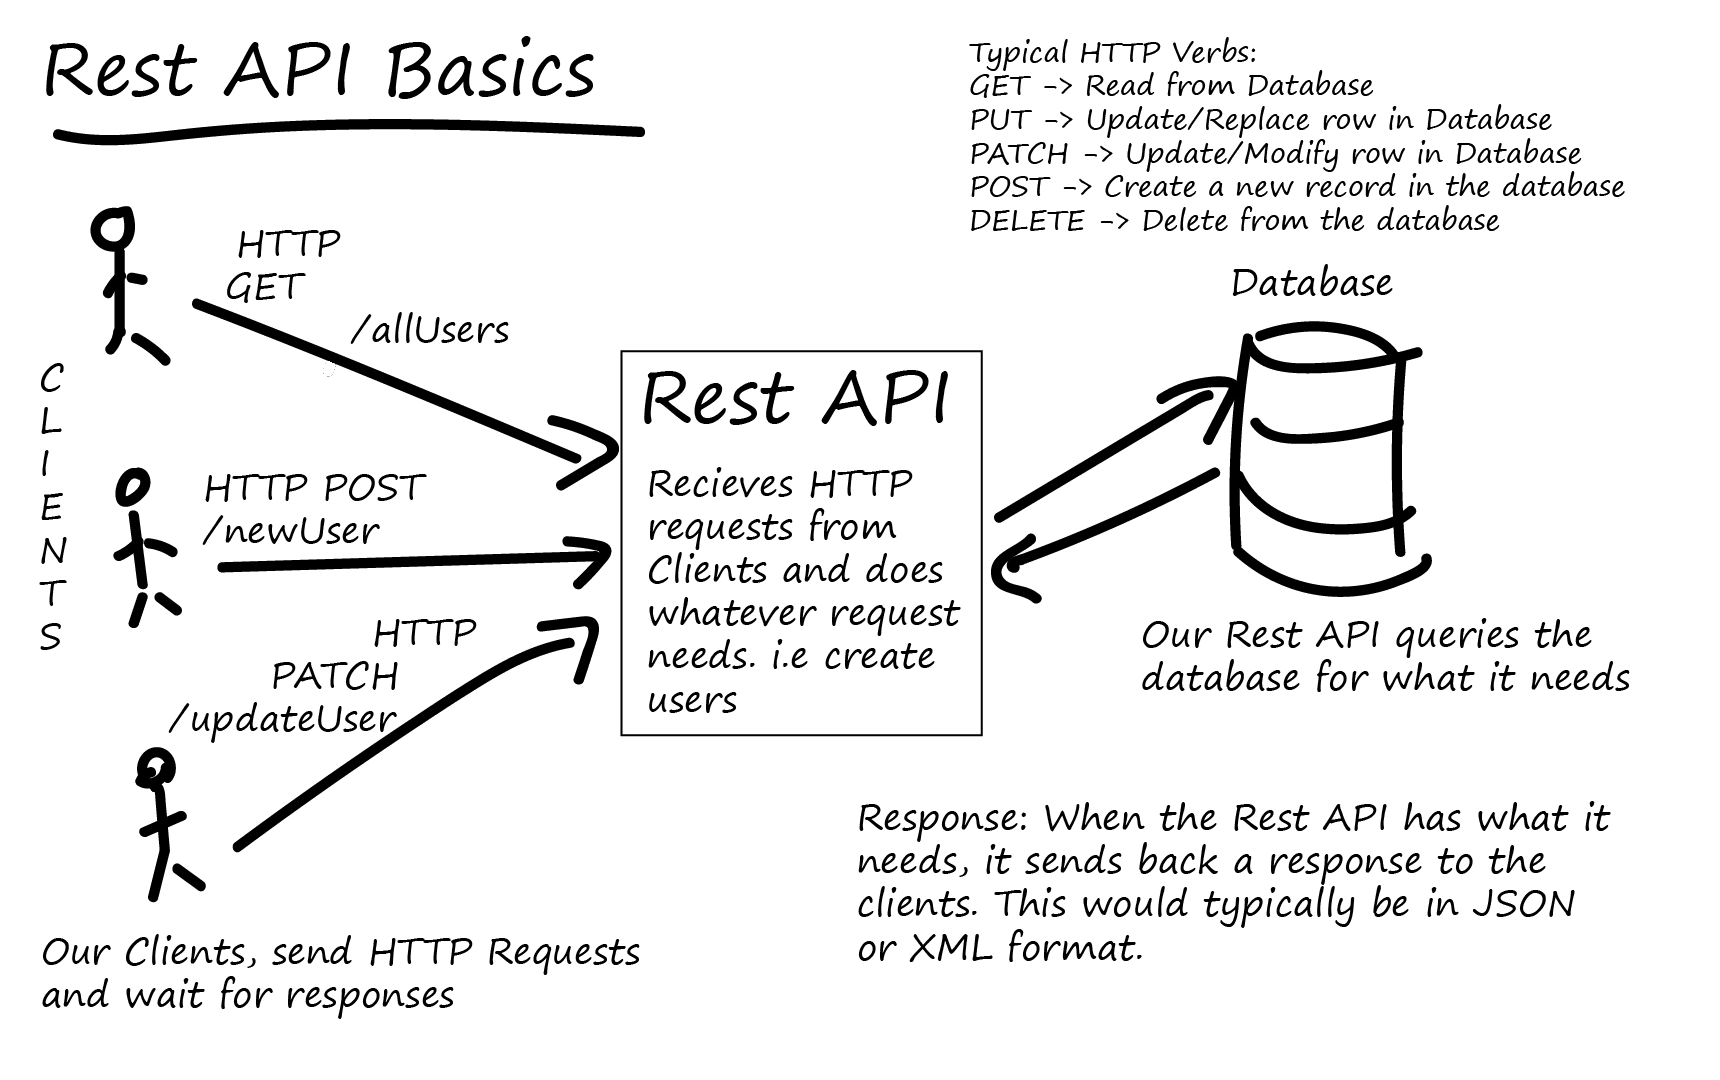 Rest API Basics
Typical HTTP Verbs:
GET -> Read from Database
PUT -> Update/Replace row in Database
PATCH -> Update/Modify row in Database
POST -> Create a new record in the database
DELETE -> Delete from the database
CLIENTS
HTTP
GET
/allUsers
HTTP POST
/newUser
HTTP
PATCH
/updateUser
Our Clients, send HTTP Requests
and wait for responses
Rest API
Recieves HTTP
requests from
Clients and does
whatever request
needs. i.e create
users
Database
Our Rest API queries the
database for what it needs
Response: When the Rest API has what it
needs, it sends back a response to the
clients. This would typically be in JSON
or XML format.